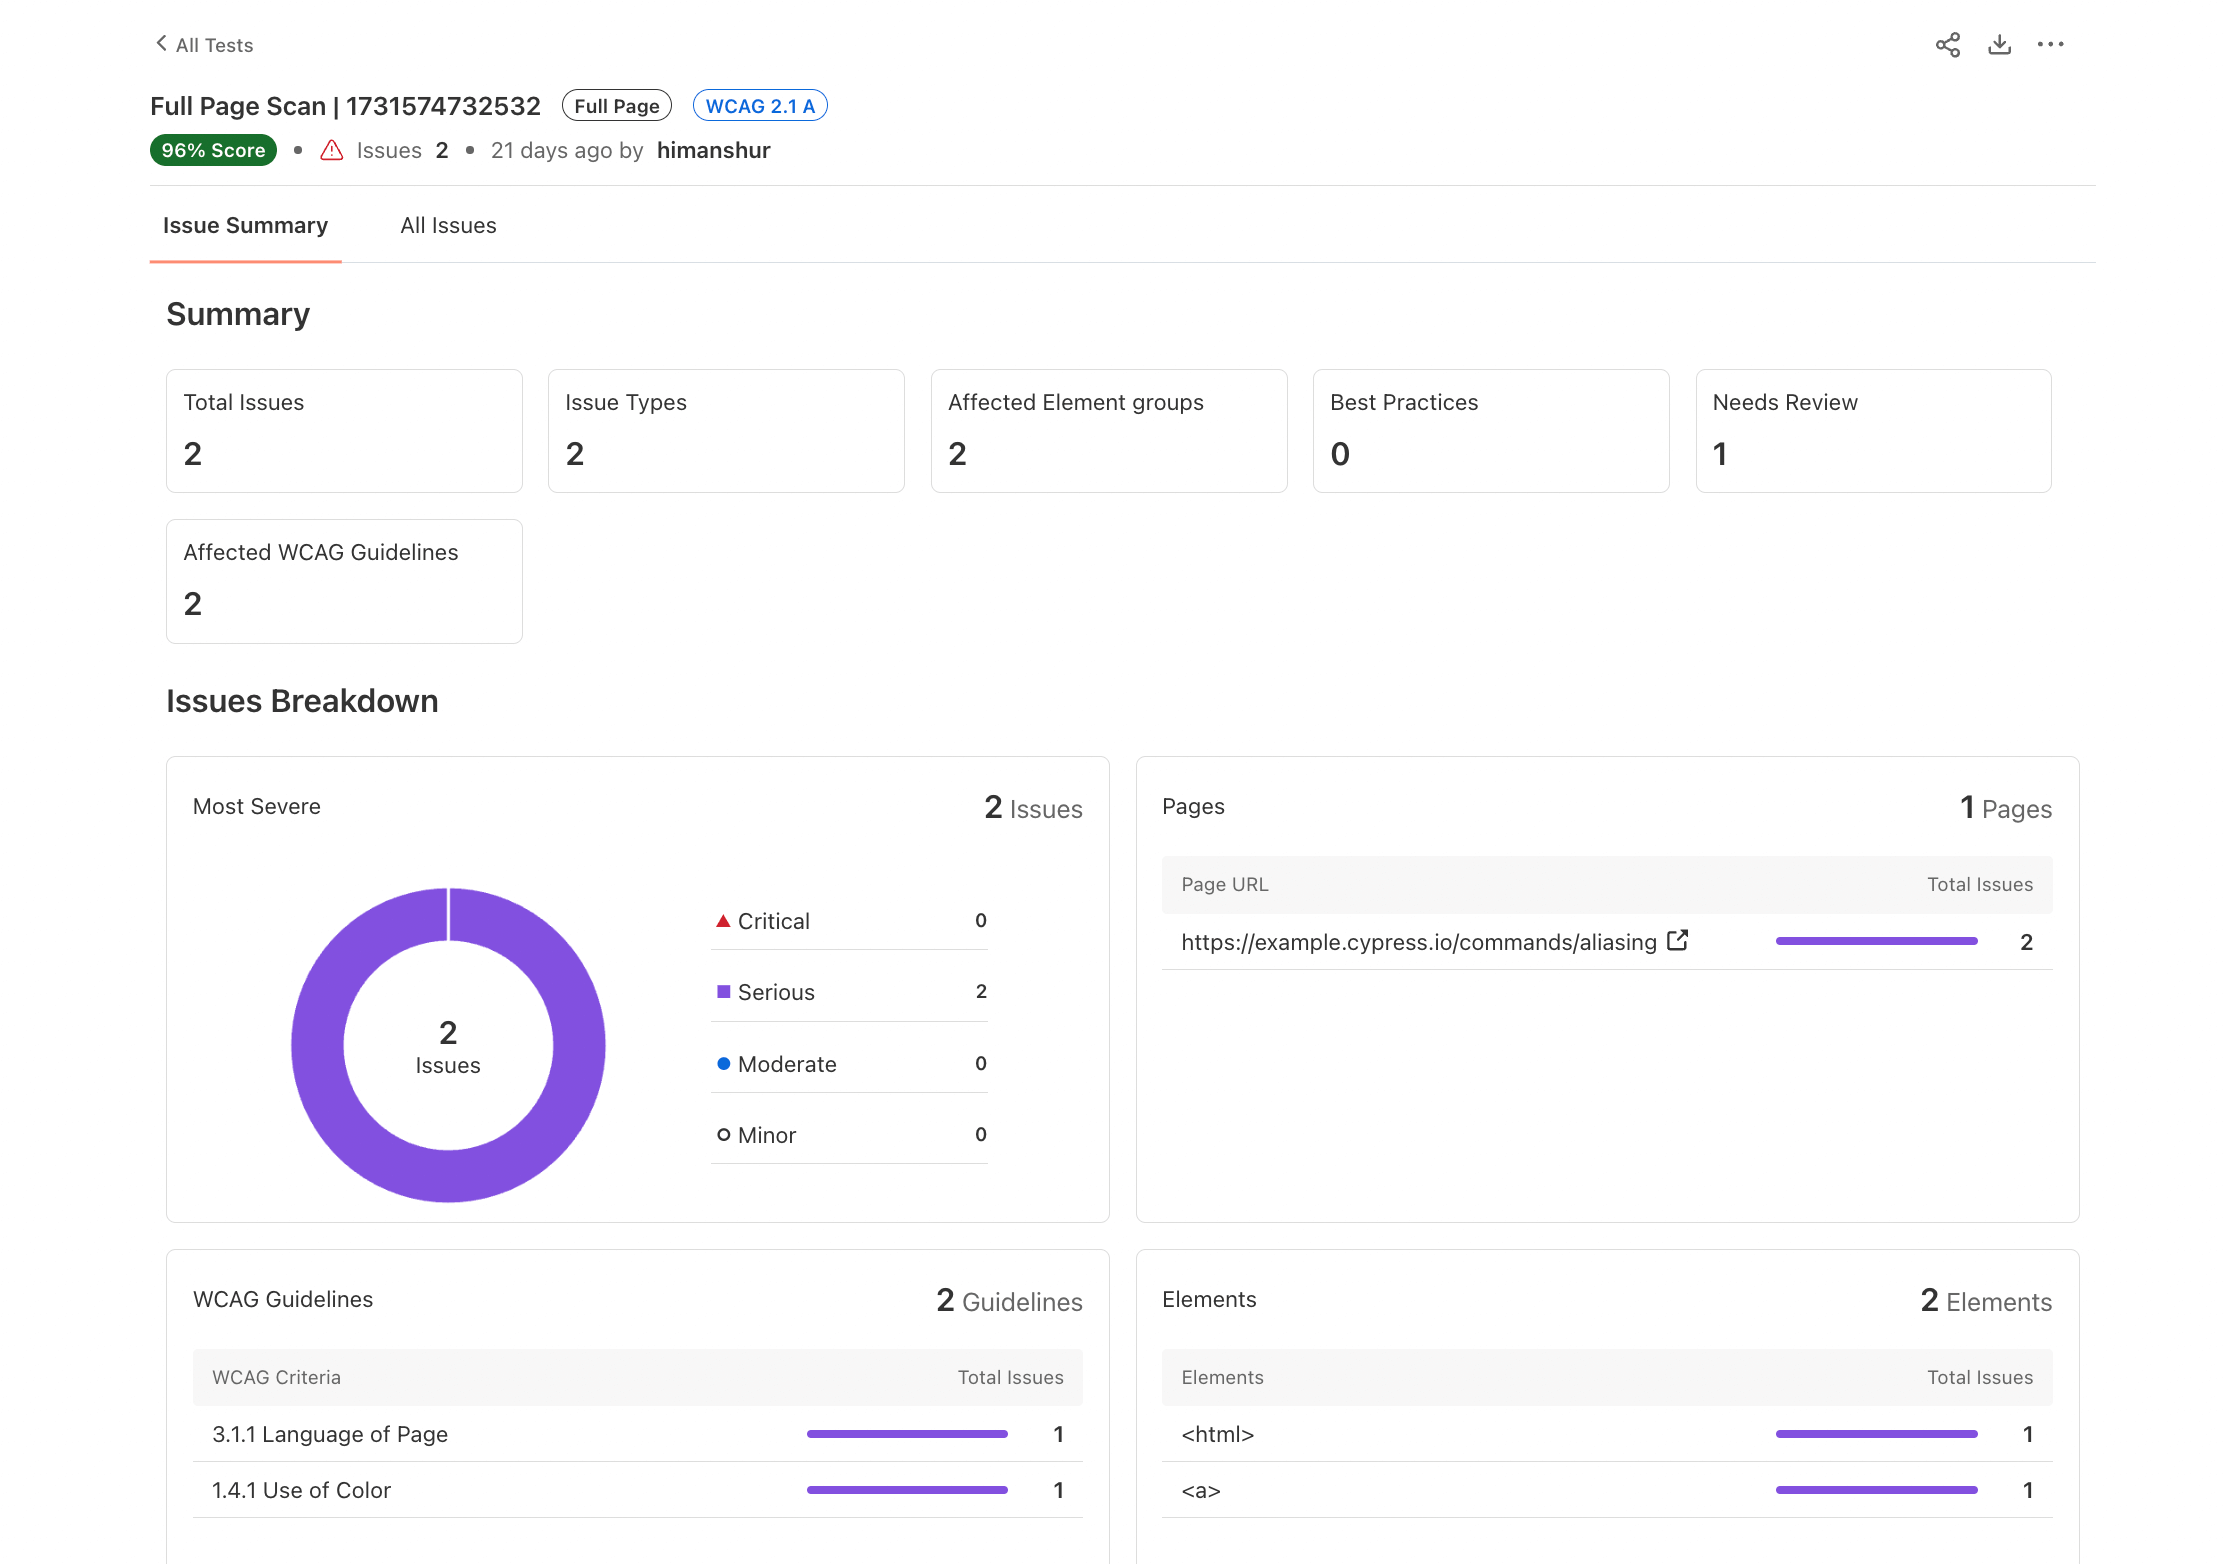 All Tests
Full Page Scan | 1731574732532 Full Page WCAG 2.1 A
96% Score • Issues 2 • 21 days ago by himanshur
Issue Summary All Issues
Summary
Total Issues
2
Issue Types
2
Affected Element groups
2
Best Practices
0
Needs Review
1
Affected WCAG Guidelines
2
Issues Breakdown
Most Severe 2 Issues
2
Issues
Critical 0
Serious 2
Moderate 0
Minor 0
Pages 1 Pages
Page URL Total Issues
https://example.cypress.io/commands/aliasing 2
WCAG Guidelines 2 Guidelines
WCAG Criteria Total Issues
3.1.1 Language of Page 1
1.4.1 Use of Color 1
Elements 2 Elements
Elements Total Issues
<html> 1
<a> 1